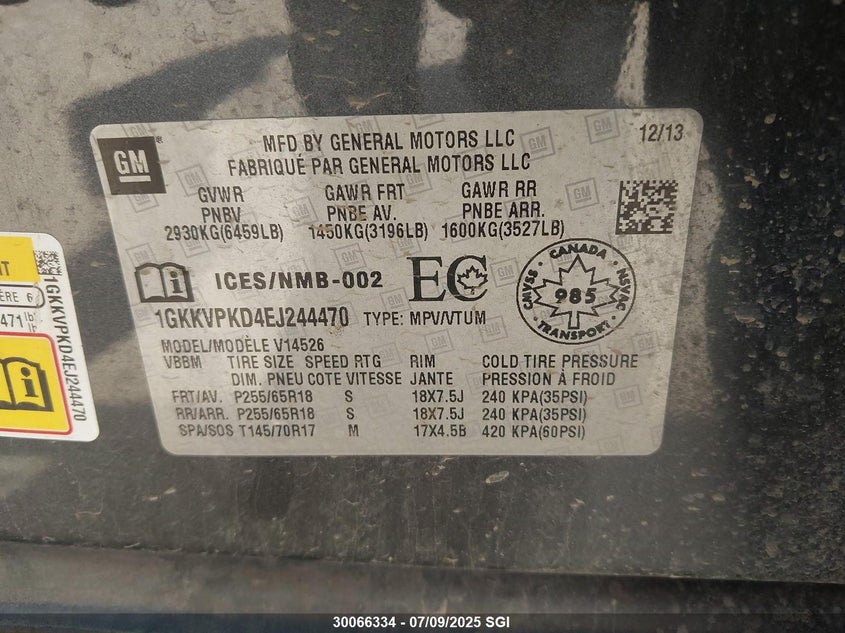 MFD BY GENERAL MOTORS LLC
FABRIQUÉ PAR GENERAL MOTORS LLC
12/13
GM
GVWR GAWR FRT GAWR RR
PNBV PNBE AV. PNBE ARR.
2930KG(6459LB) 1450KG(3196LB) 1600KG(3527LB)
ICES/NMB-002 EC
CANADA
CMVSS 985 NSVAC
TRANSPORT
1GKKVPKD4EJ244470 TYPE: MPV/VTUM
MODEL/MODÈLE V14526
VBBM TIRE SIZE SPEED RTG RIM COLD TIRE PRESSURE
DIM. PNEU COTE VITESSE JANTE PRESSION À FROID
FRT/AV. P255/65R18 S 18X7.5J 240 KPA(35PSI)
RR/ARR. P255/65R18 S 18X7.5J 240 KPA(35PSI)
SPA/SOS T145/70R17 M 17X4.5B 420 KPA(60PSI)
1GKKVPKD4EJ244470
30066334 - 07/09/2025 SGI